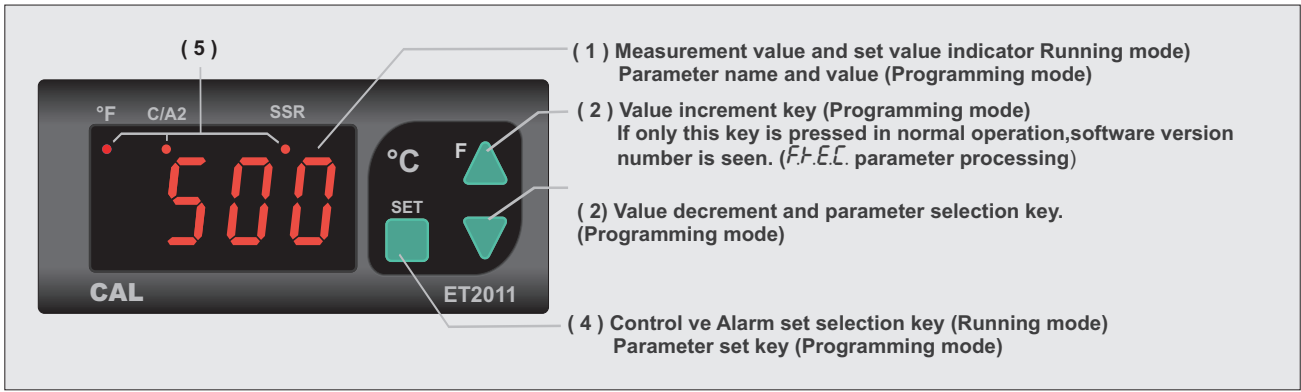 ( 5 )
( 1 ) Measurement value and set value indicator Running mode)
Parameter name and value (Programming mode)
°F C/A2 SSR
500
°C
F
SET
CAL
ET2011
( 2 ) Value increment key (Programming mode)
If only this key is pressed in normal operation,software version
number is seen. (F.t.E.C. parameter processing)
( 2) Value decrement and parameter selection key.
(Programming mode)
( 4 ) Control ve Alarm set selection key (Running mode)
Parameter set key (Programming mode)